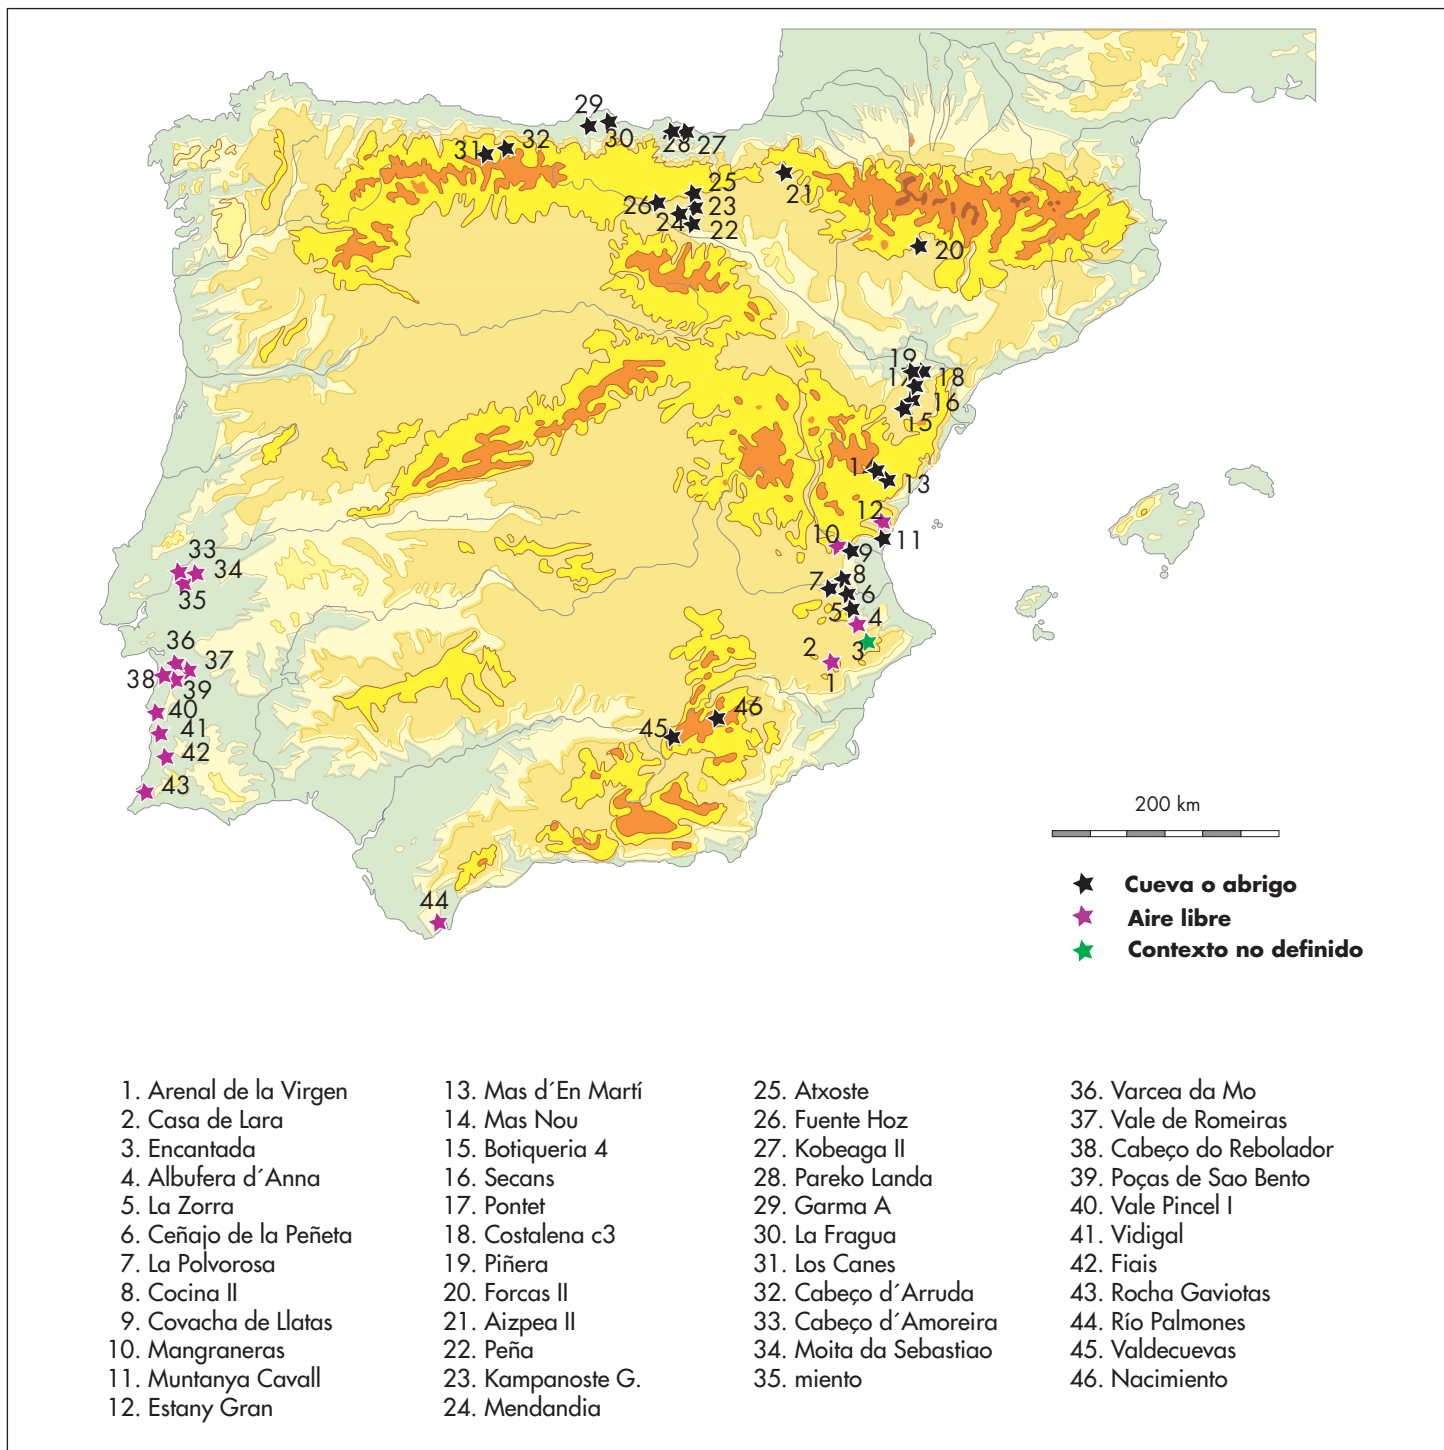 29
30
28
27
31
32
21
25
26
23
24
22
20
19
17
18
16
15
14
13
12
11
10
9
8
7
6
5
4
3
2
1
33
34
35
36
37
38
39
40
41
42
43
44
45
46
200 km
Cueva o abrigo
Aire libre
Contexto no definido
1. Arenal de la Virgen
2. Casa de Lara
3. Encantada
4. Albufera d´Anna
5. La Zorra
6. Ceñajo de la Peñeta
7. La Polvorosa
8. Cocina II
9. Covacha de Llatas
10. Mangraneras
11. Muntanya Cavall
12. Estany Gran
13. Mas d´En Martí
14. Mas Nou
15. Botiqueria 4
16. Secans
17. Pontet
18. Costalena c3
19. Piñera
20. Forcas II
21. Aizpea II
22. Peña
23. Kampanoste G.
24. Mendandia
25. Atxoste
26. Fuente Hoz
27. Kobeaga II
28. Pareko Landa
29. Garma A
30. La Fragua
31. Los Canes
32. Cabeço d´Arruda
33. Cabeço d´Amoreira
34. Moita da Sebastiao
35. miento
36. Varcea da Mo
37. Vale de Romeiras
38. Cabeço do Rebolador
39. Poças de Sao Bento
40. Vale Pincel I
41. Vidigal
42. Fiais
43. Rocha Gaviotas
44. Río Palmones
45. Valdecuevas
46. Nacimiento